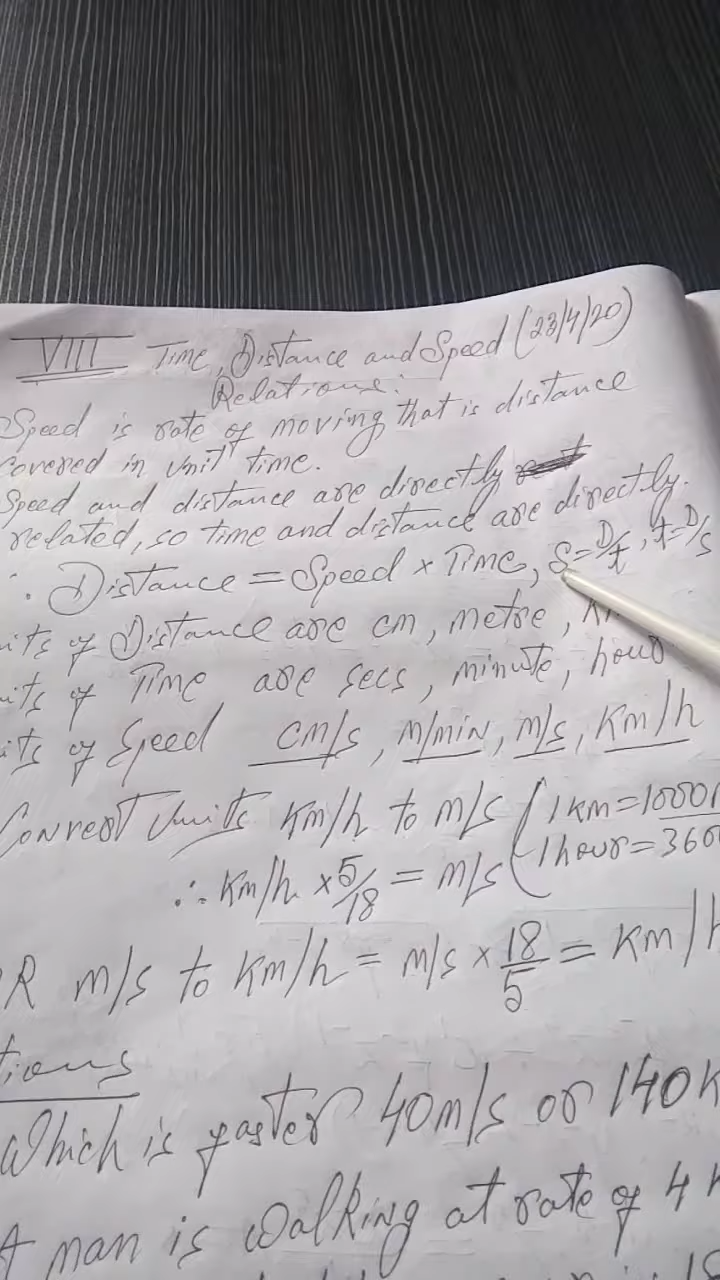 VIII Time, Distance and Speed (23/4/20)
Relations:
Speed is rate of moving that is distance
covered in unit time.
Speed and distance are directly
related, so time and distance are directly.
∴ Distance = Speed × Time, S=D/t, t=D/s
its of Distance are cm, metre,
its of Time are secs, minute, hour
its of Speed cm/s, m/min, m/s, Km/h
Convert Units Km/h to m/s (1 Km=1000
∴ Km/h × 5/18 = m/s (1 hour=360
R m/s to Km/h = m/s × 18/5 = Km/h
tions
Which is faster 40m/s or 140K
A man is walking at rate of 4